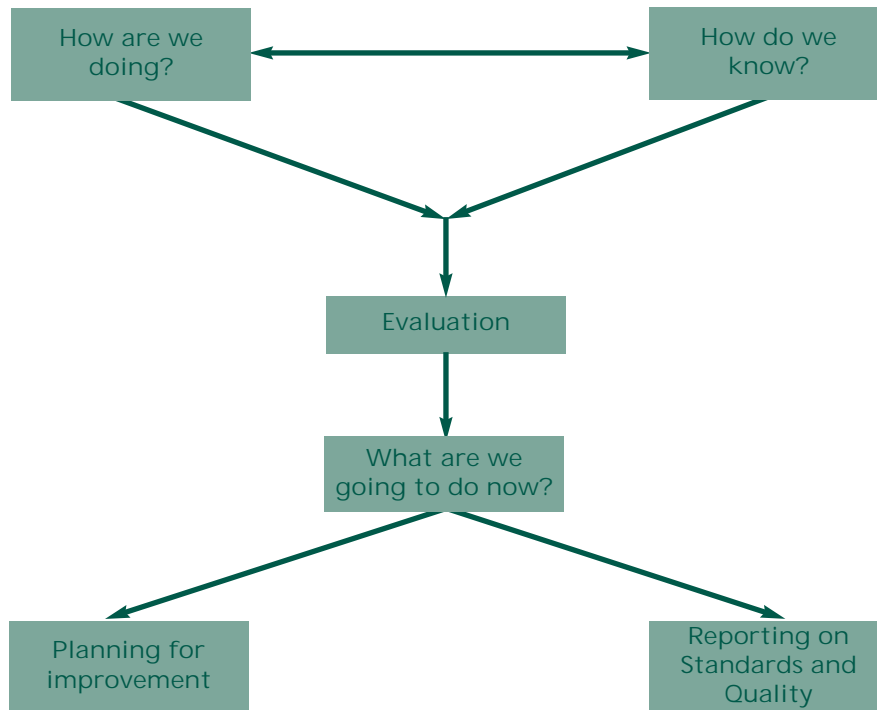 How are we
doing?
How do we
know?
Evaluation
What are we
going to do now?
Planning for
improvement
Reporting on
Standards and
Quality